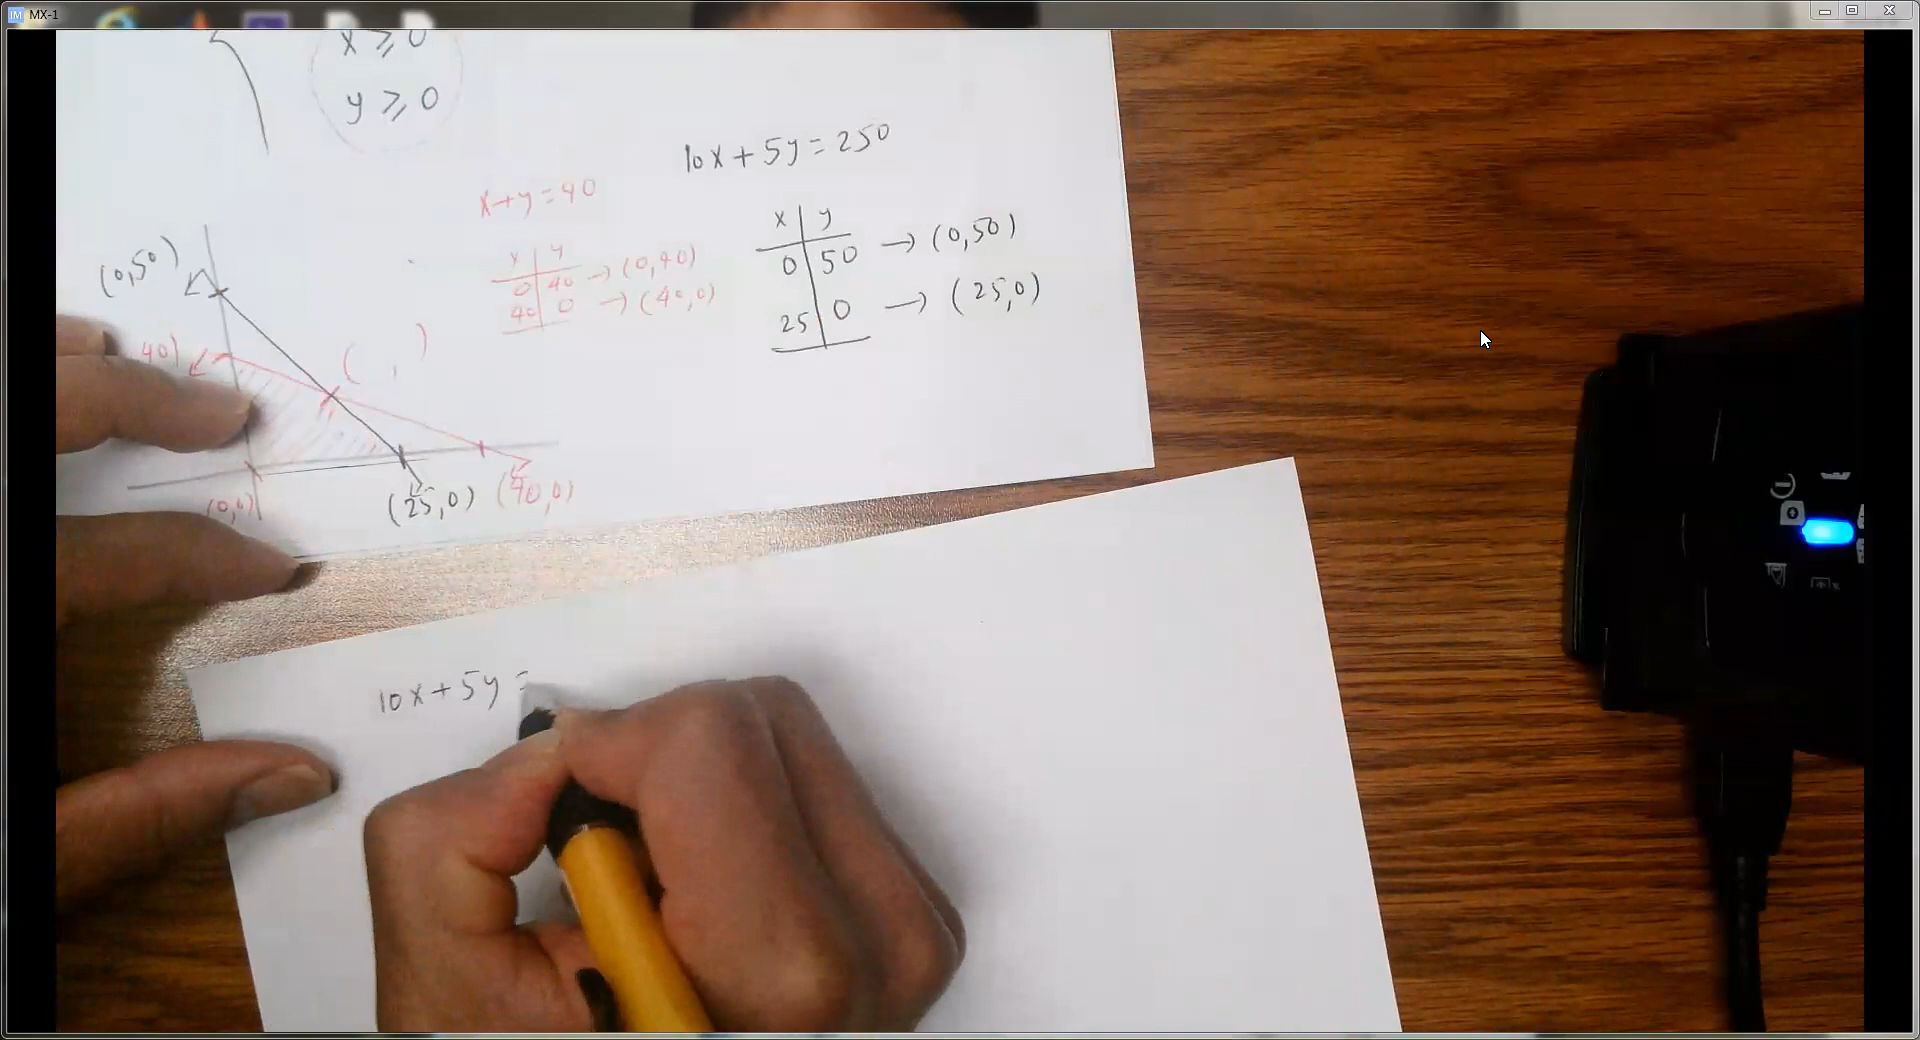 MX-1
x ≥ 0
y ≥ 0
10x + 5y = 250
x + y = 40
x y
0 40 → (0,40)
40 0 → (40,0)
x y
0 50 → (0,50)
25 0 → (25,0)
(0,50)
40)
( , )
(0,0)
(25,0)
(40,0)
10x + 5y =